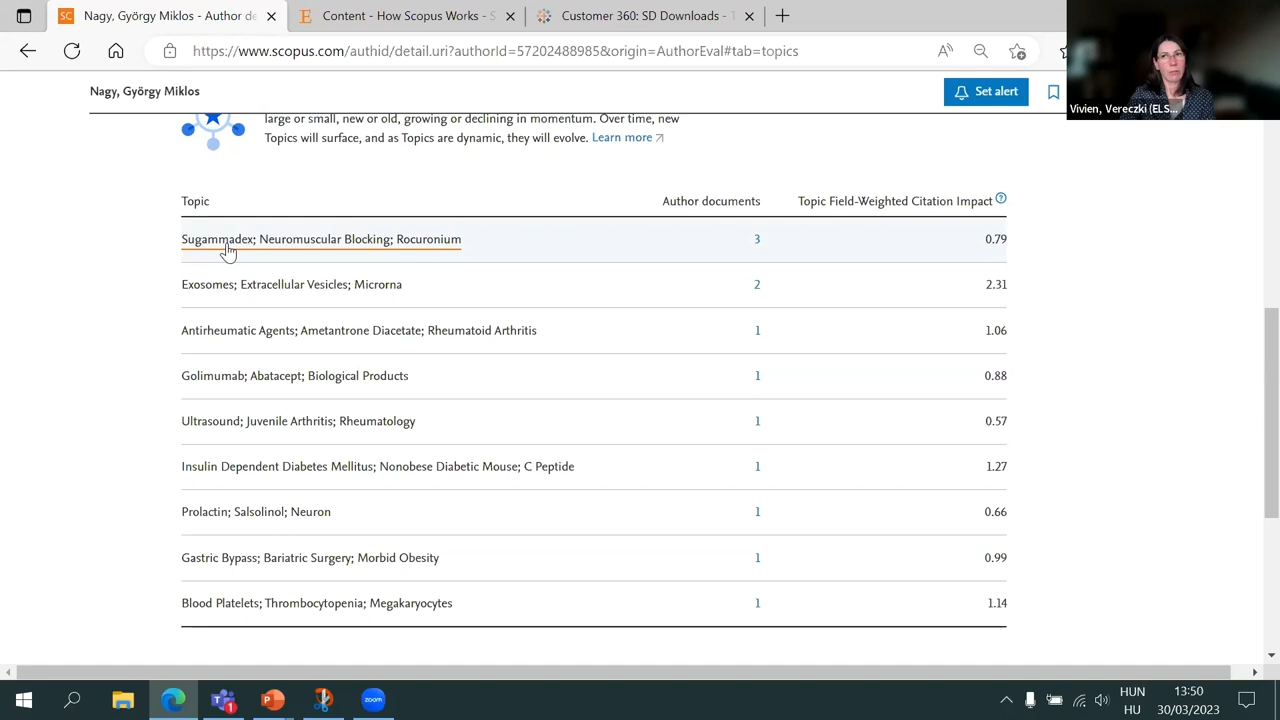 SC Nagy, György Miklos - Author de
Content - How Scopus Works - S
Customer 360: SD Downloads - T
https://www.scopus.com/authid/detail.uri?authorId=57202488985&origin=AuthorEval#tab=topics
Vivien, Vereczki (ELS...
Nagy, György Miklos
Set alert
large or small, new or old, growing or declining in momentum. Over time, new
Topics will surface, and as Topics are dynamic, they will evolve. Learn more
Topic Author documents Topic Field-Weighted Citation Impact ?
Sugammadex; Neuromuscular Blocking; Rocuronium 3 0.79
Exosomes; Extracellular Vesicles; Microrna 2 2.31
Antirheumatic Agents; Ametantrone Diacetate; Rheumatoid Arthritis 1 1.06
Golimumab; Abatacept; Biological Products 1 0.88
Ultrasound; Juvenile Arthritis; Rheumatology 1 0.57
Insulin Dependent Diabetes Mellitus; Nonobese Diabetic Mouse; C Peptide 1 1.27
Prolactin; Salsolinol; Neuron 1 0.66
Gastric Bypass; Bariatric Surgery; Morbid Obesity 1 0.99
Blood Platelets; Thrombocytopenia; Megakaryocytes 1 1.14
zoom
HUN
HU
13:50
30/03/2023